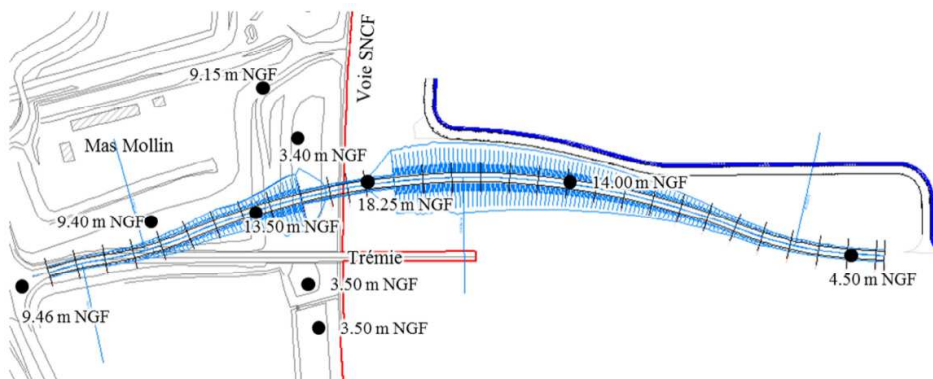 9.15 m NGF
Voie SNCF
Mas Mollin
3.40 m NGF
14.00 m NGF
18.25 m NGF
9.40 m NGF
13.50 m NGF
Trémie
3.50 m NGF
4.50 m NGF
9.46 m NGF
3.50 m NGF